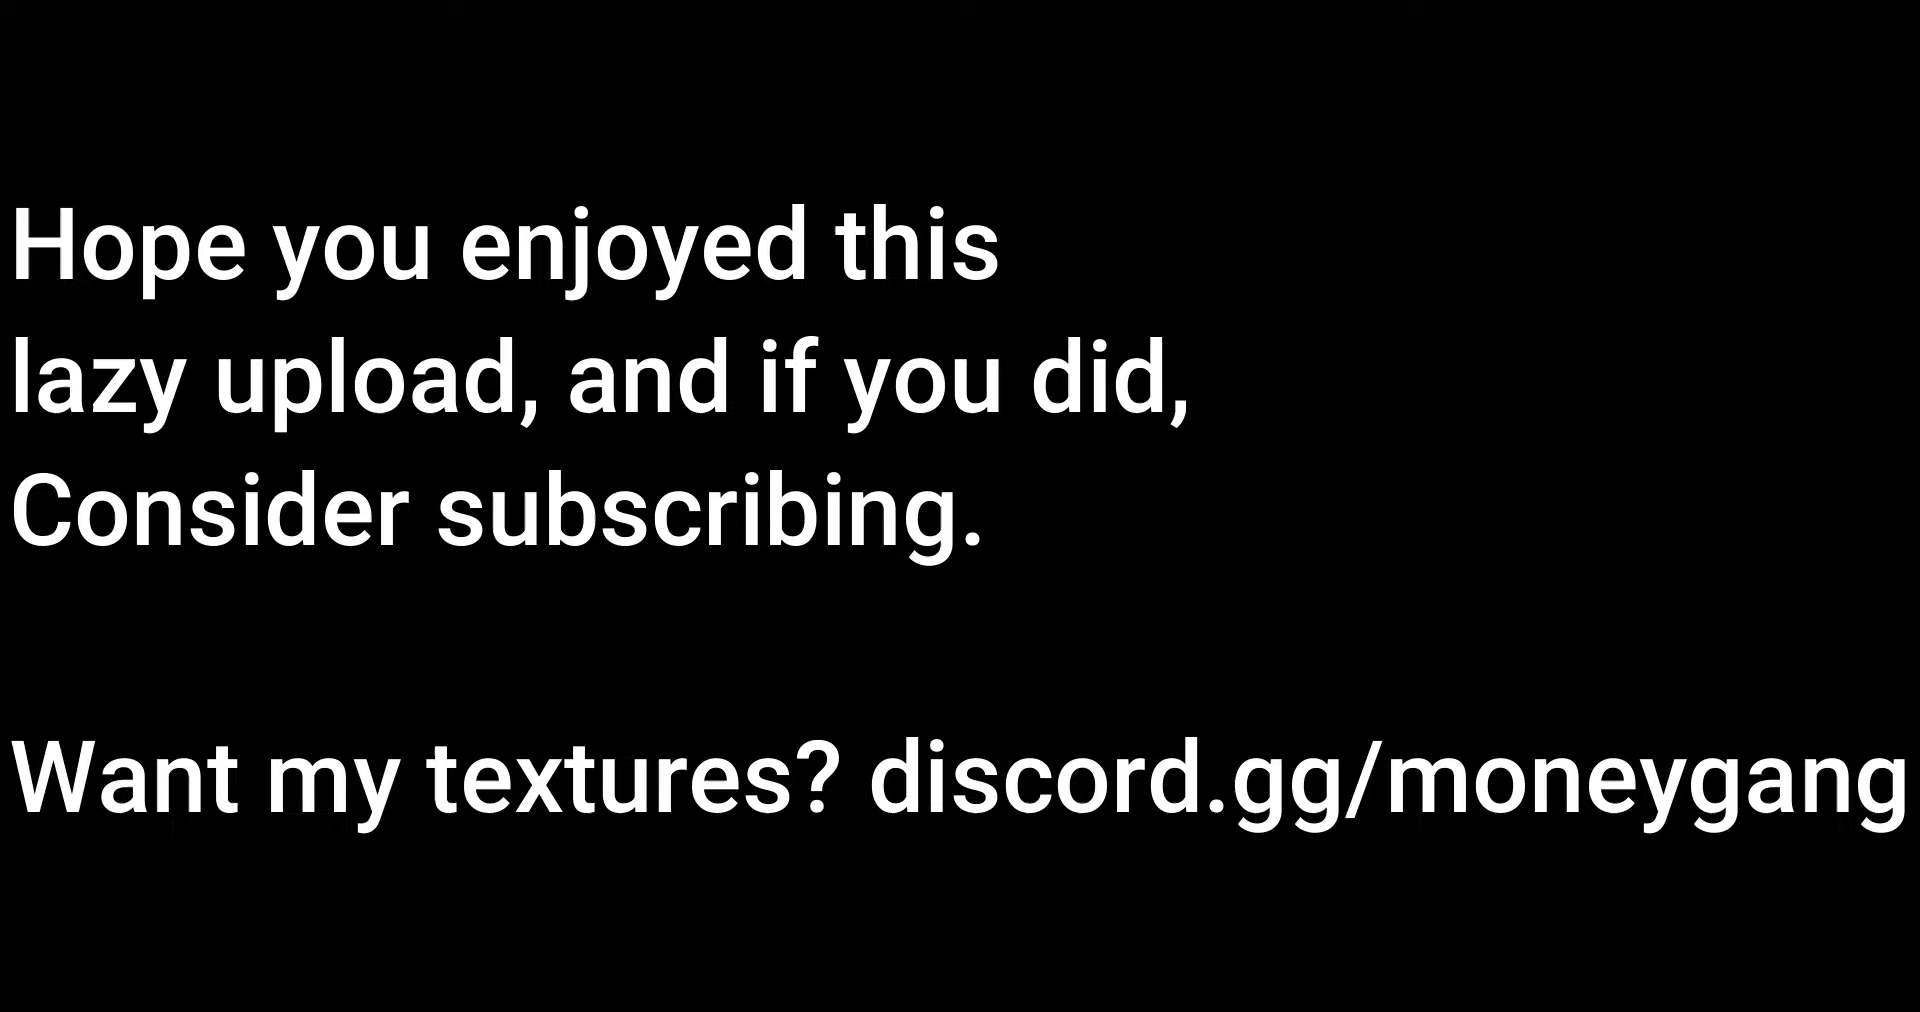 Hope you enjoyed this
lazy upload, and if you did,
Consider subscribing.
Want my textures? discord.gg/moneygang